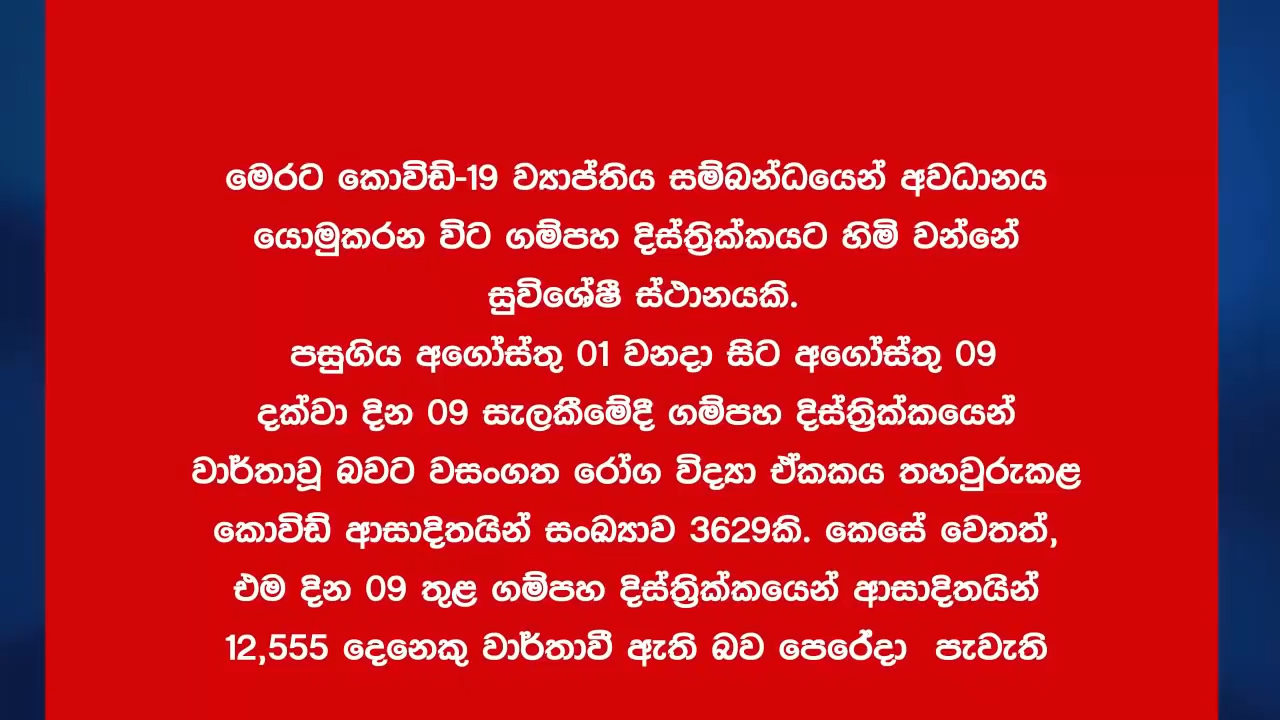 මෙරට කොවිඩ්-19 ව්‍යාප්තිය සම්බන්ධයෙන් අවධානය
යොමුකරන විට ගම්පහ දිස්ත්‍රික්කයට හිමි වන්නේ
සුවිශේෂී ස්ථානයකි.
පසුගිය අගෝස්තු 01 වනදා සිට අගෝස්තු 09
දක්වා දින 09 සැලකීමේදී ගම්පහ දිස්ත්‍රික්කයෙන්
වාර්තාවූ බවට වසංගත රෝග විද්‍යා ඒකකය තහවුරුකළ
කොවිඩ් ආසාදිතයින් සංඛ්‍යාව 3629කි. කෙසේ වෙතත්,
එම දින 09 තුළ ගම්පහ දිස්ත්‍රික්කයෙන් ආසාදිතයින්
12,555 දෙනෙකු වාර්තාවී ඇති බව පෙරේදා පැවැති